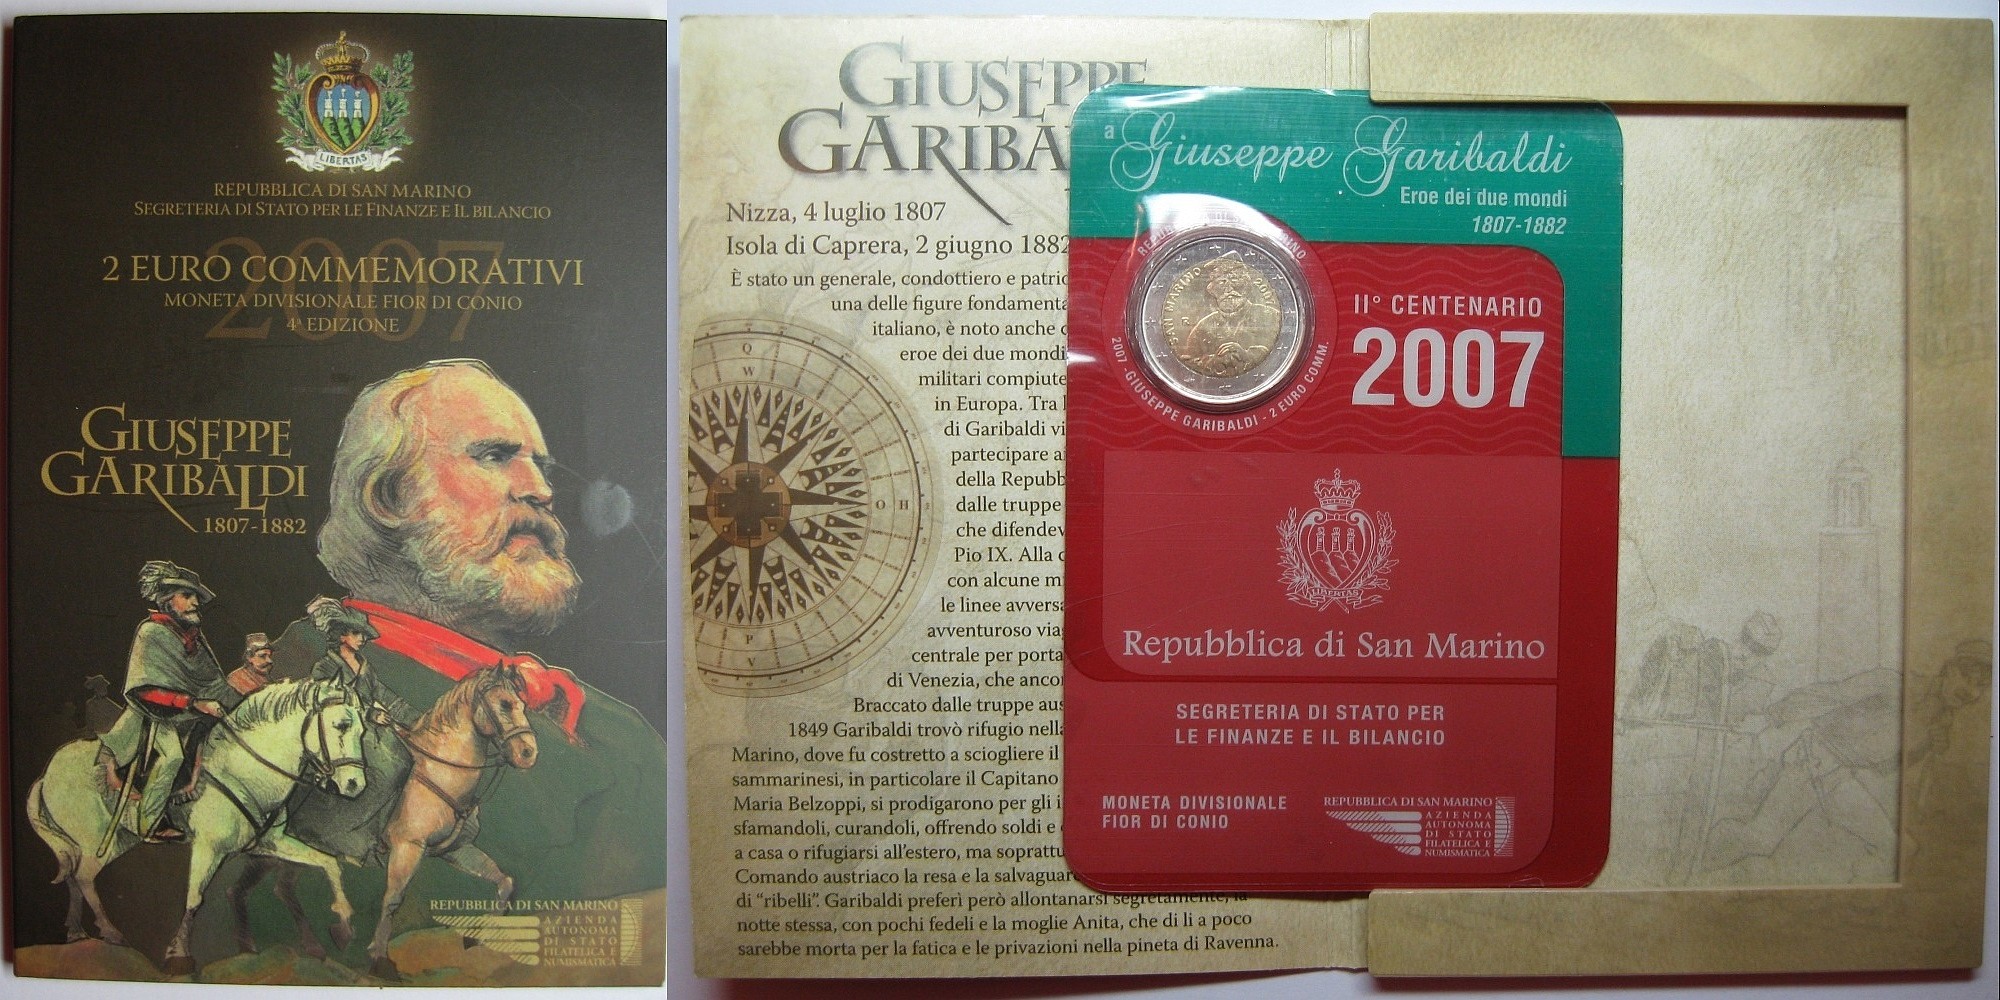 LIBERTAS
REPUBBLICA DI SAN MARINO
SEGRETERIA DI STATO PER LE FINANZE E IL BILANCIO
2007
2 EURO COMMEMORATIVI
MONETA DIVISIONALE FIOR DI CONIO
4ª EDIZIONE
GIUSEPPE
GARIBALDI
1807-1882
REPUBBLICA DI SAN MARINO
AZIENDA
AUTONOMA
DI STATO
FILATELICA E
NUMISMATICA
GIUSEPPE
GARIBA
Nizza, 4 luglio 1807
Isola di Caprera, 2 giugno 1882
È stato un generale, condottiero e patri
una delle figure fondamenta
italiano, è noto anche
eroe dei due mondi
militari compiute
in Europa. Tra
di Garibaldi vi
partecipare a
della Repubb
dalle truppe
che difendev
Pio IX. Alla
con alcune m
le linee avversa
avventuroso via
centrale per porta
di Venezia, che anco
Braccato dalle truppe aus
1849 Garibaldi trovò rifugio nella
Marino, dove fu costretto a sciogliere il
sammarinesi, in particolare il Capitano
Maria Belzoppi, si prodigarono per gli i
sfamandoli, curandoli, offrendo soldi e
a casa o rifugiarsi all'estero, ma soprattu
Comando austriaco la resa e la salvaguar
di "ribelli". Garibaldi preferì però allontanarsi segretamente, la
notte stessa, con pochi fedeli e la moglie Anita, che di lì a poco
sarebbe morta per la fatica e le privazioni nella pineta di Ravenna.
Q
W
O H
P
V
a Giuseppe Garibaldi
Eroe dei due mondi
1807-1882
SAN MARINO
2007
R
2007 - GIUSEPPE GARIBALDI - 2 EURO COMM.
II° CENTENARIO
2007
LIBERTAS
Repubblica di San Marino
SEGRETERIA DI STATO PER
LE FINANZE E IL BILANCIO
MONETA DIVISIONALE
FIOR DI CONIO
REPUBBLICA DI SAN MARINO
AZIENDA
AUTONOMA
DI STATO
FILATELICA E
NUMISMATICA